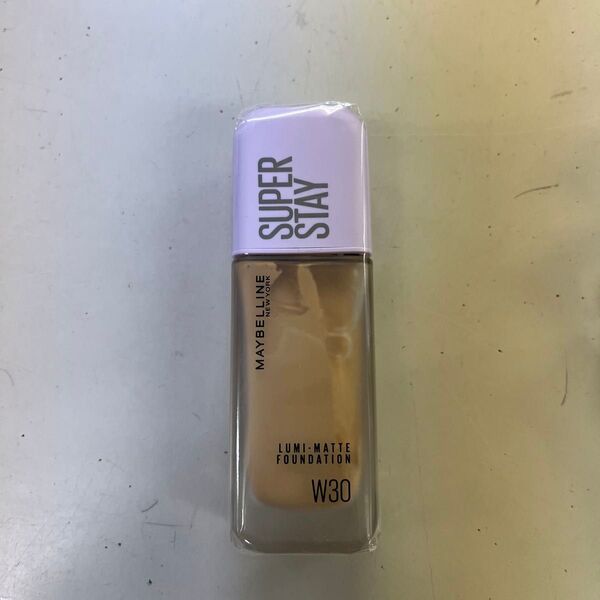 SUPER
STAY
MAYBELLINE
NEW YORK
LUMI-MATTE
FOUNDATION
W30